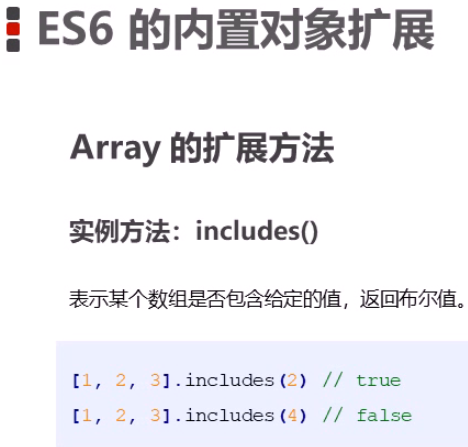 ES6 的内置对象扩展
Array 的扩展方法
实例方法：includes()
表示某个数组是否包含给定的值，返回布尔值。
[1, 2, 3].includes(2) // true
[1, 2, 3].includes(4) // false